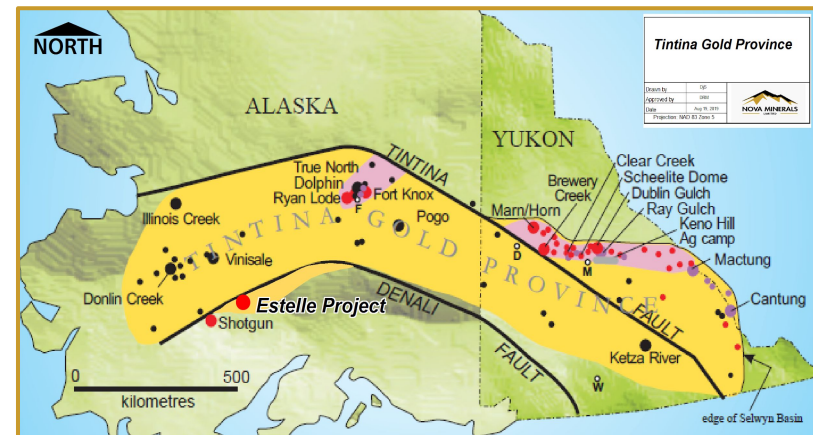 NORTH
Tintina Gold Province
Drawn by DJS
Approved by
Date Aug 19, 2019
Projection: NAD 83 Zone 5
NOVA MINERALS
LIMITED
ALASKA
YUKON
TINTINA
True North
Dolphin
Ryan Lode
Fort Knox
F
Clear Creek
Scheelite Dome
Dublin Gulch
Ray Gulch
Keno Hill
Ag camp
Brewery
Creek
Marn/Horn
Mactung
Cantung
Illinois Creek
Pogo
TINTINA GOLD PROVINCE
D
M
Vinisale
Donlin Creek
Estelle Project
Shotgun
DENALI
FAULT
FAULT
Ketza River
W
0 500
kilometres
edge of Selwyn Basin